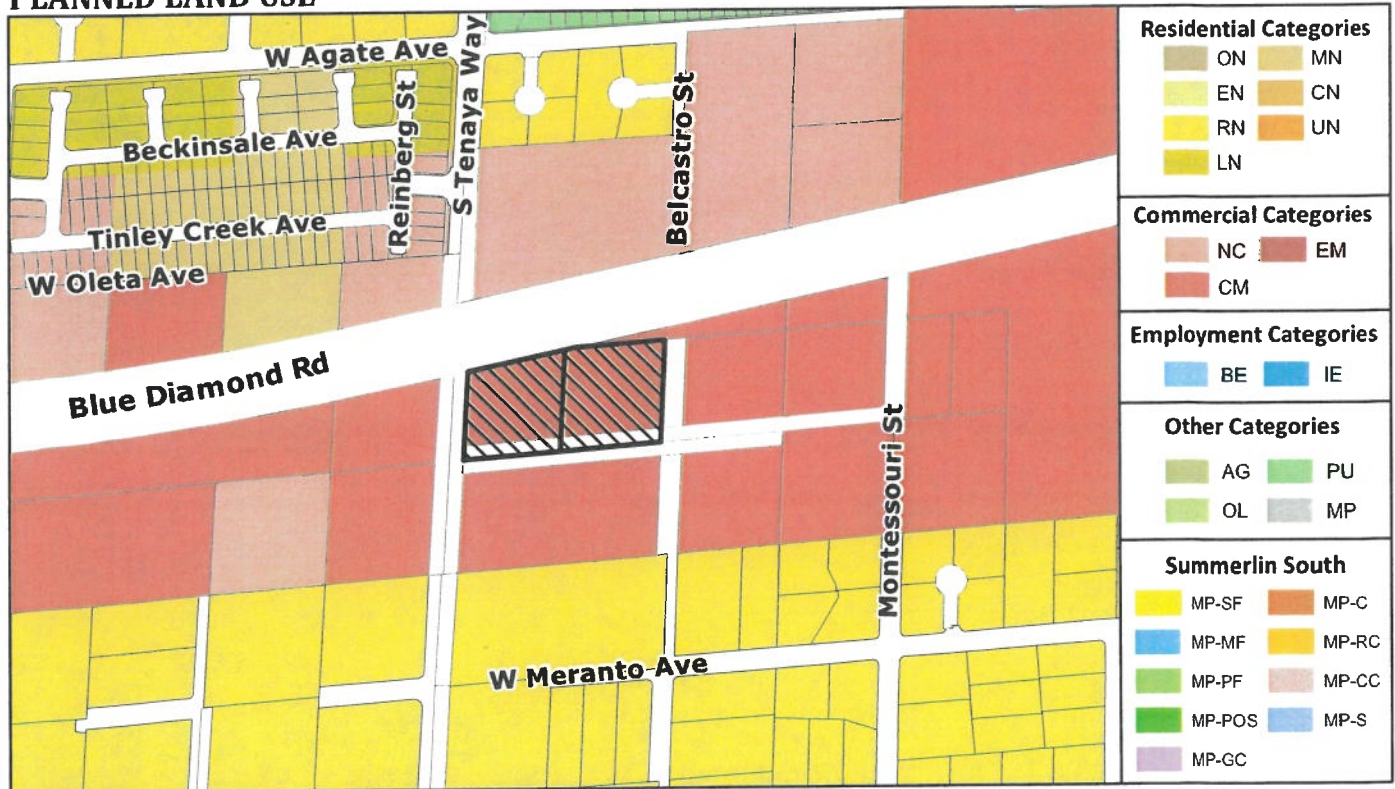 PLANNED LAND USE
W Agate Ave
S Tenaya Way
Reinberg St
Belcastro St
Beckinsale Ave
Tinley Creek Ave
W Oleta Ave
Blue Diamond Rd
Montessouri St
W Meranto Ave
Residential Categories
ON MN
EN CN
RN UN
LN
Commercial Categories
NC EM
CM
Employment Categories
BE IE
Other Categories
AG PU
OL MP
Summerlin South
MP-SF MP-C
MP-MF MP-RC
MP-PF MP-CC
MP-POS MP-S
MP-GC